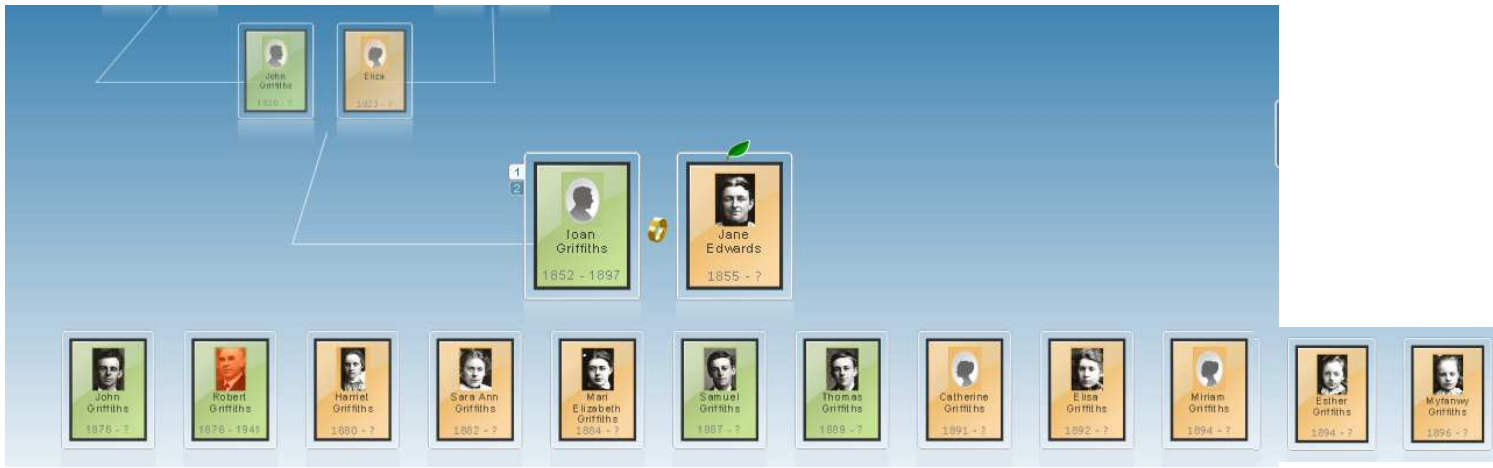 John
Griffiths
Eliza
1823 - ?
1
2
Ioan
Griffiths
1852 - 1897
Jane
Edwards
1855 - ?
John
Griffiths
1876 - ?
Robert
Griffiths
1878 - 1941
Harriet
Griffiths
1880 - ?
Sara Ann
Griffiths
1882 - ?
Mari
Elizabeth
Griffiths
1884 - ?
Samuel
Griffiths
1887 - ?
Thomas
Griffiths
1889 - ?
Catherine
Griffiths
1891 - ?
Elisa
Griffiths
1892 - ?
Miriam
Griffiths
1894 - ?
Esther
Griffiths
1894 - ?
Myfanwy
Griffiths
1896 - ?